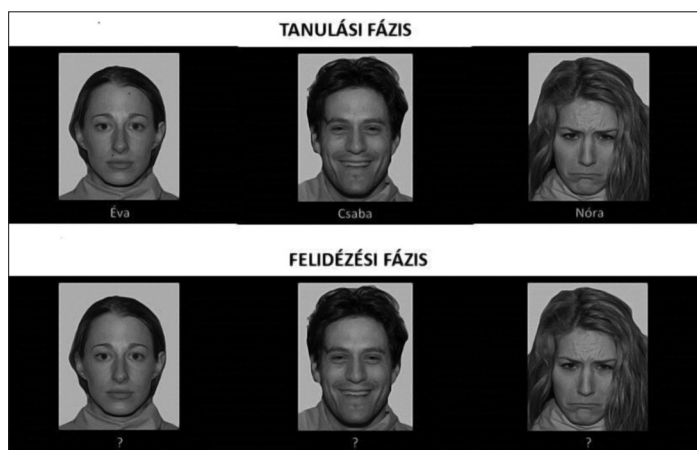 TANULÁSI FÁZIS
Éva
Csaba
Nóra
FELIDÉZÉSI FÁZIS
?
?
?